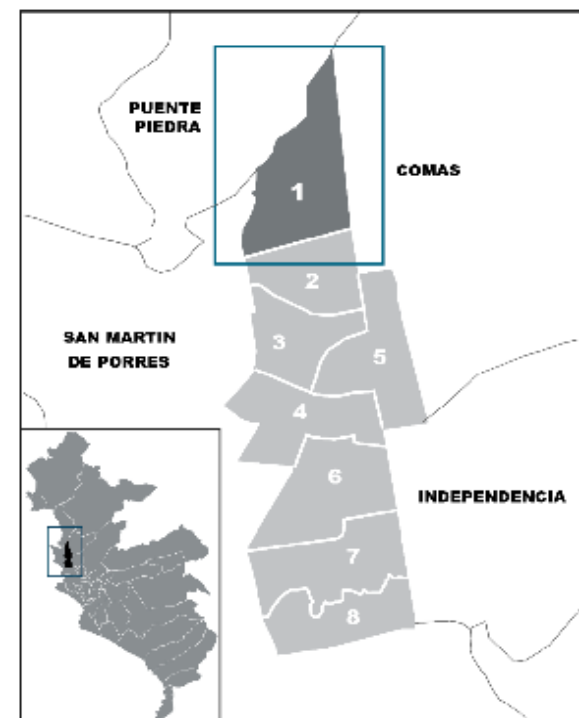 PUENTE
PIEDRA
1
COMAS
2
SAN MARTIN
DE PORRES
3
5
4
6
INDEPENDENCIA
7
8